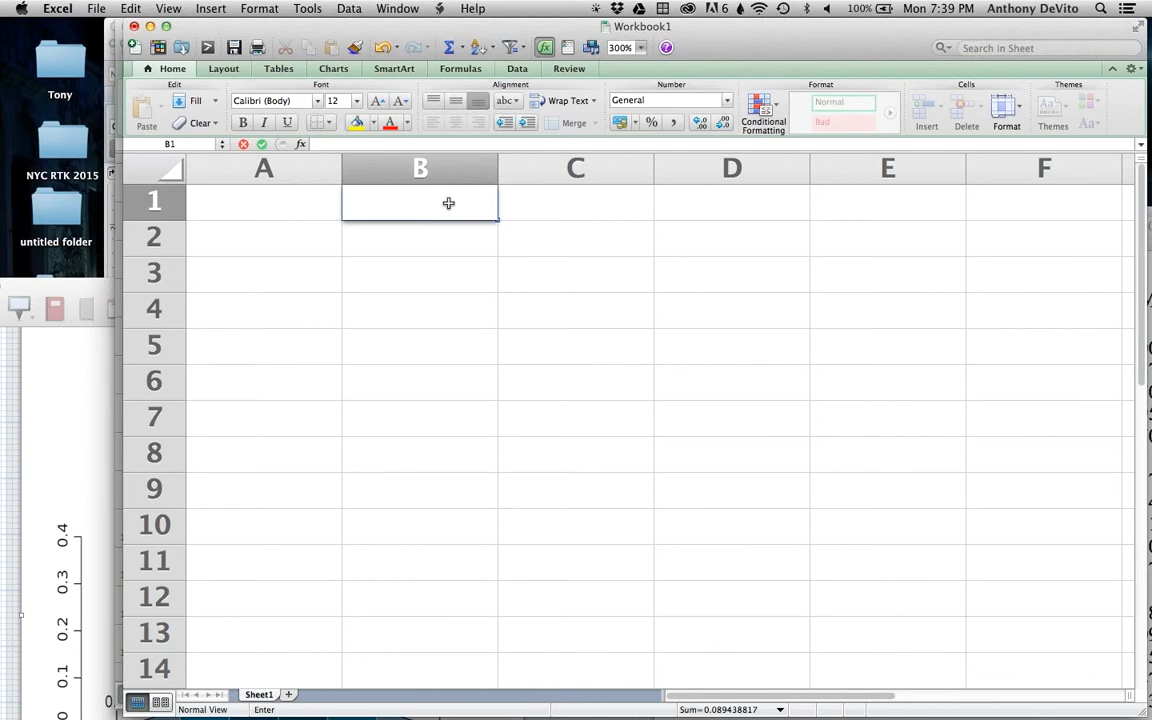 Excel File Edit View Insert Format Tools Data Window Help 6 100% Mon 7:39 PM Anthony DeVito
Workbook1
300% Search in Sheet
Home Layout Tables Charts SmartArt Formulas Data Review
Edit Font Alignment Number Format Cells Themes
Fill Calibri (Body) 12 abc Wrap Text General Normal
Paste Clear B I U A Merge % , Conditional Formatting Bad Insert Delete Format Themes Aa
B1 fx
A B C D E F
1
2
3
4
5
6
7
8
9
10
11
12
13
14
Sheet1
Normal View Enter Sum=0.089438817
Tony
NYC RTK 2015
untitled folder
0.4
0.3
0.2
0.1